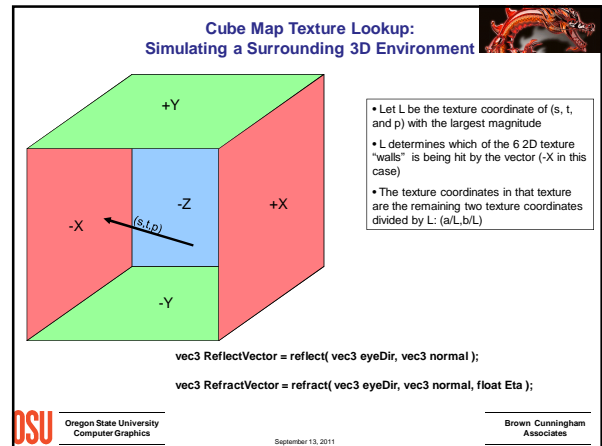 Cube Map Texture Lookup:
Simulating a Surrounding 3D Environment
+Y
-Z
+X
-X
(s,t,p)
-Y
• Let L be the texture coordinate of (s, t,
and p) with the largest magnitude
• L determines which of the 6 2D texture
“walls” is being hit by the vector (-X in this
case)
• The texture coordinates in that texture
are the remaining two texture coordinates
divided by L: (a/L,b/L)
vec3 ReflectVector = reflect( vec3 eyeDir, vec3 normal );
vec3 RefractVector = refract( vec3 eyeDir, vec3 normal, float Eta );
OSU
Oregon State University
Computer Graphics
September 13, 2011
Brown Cunningham
Associates